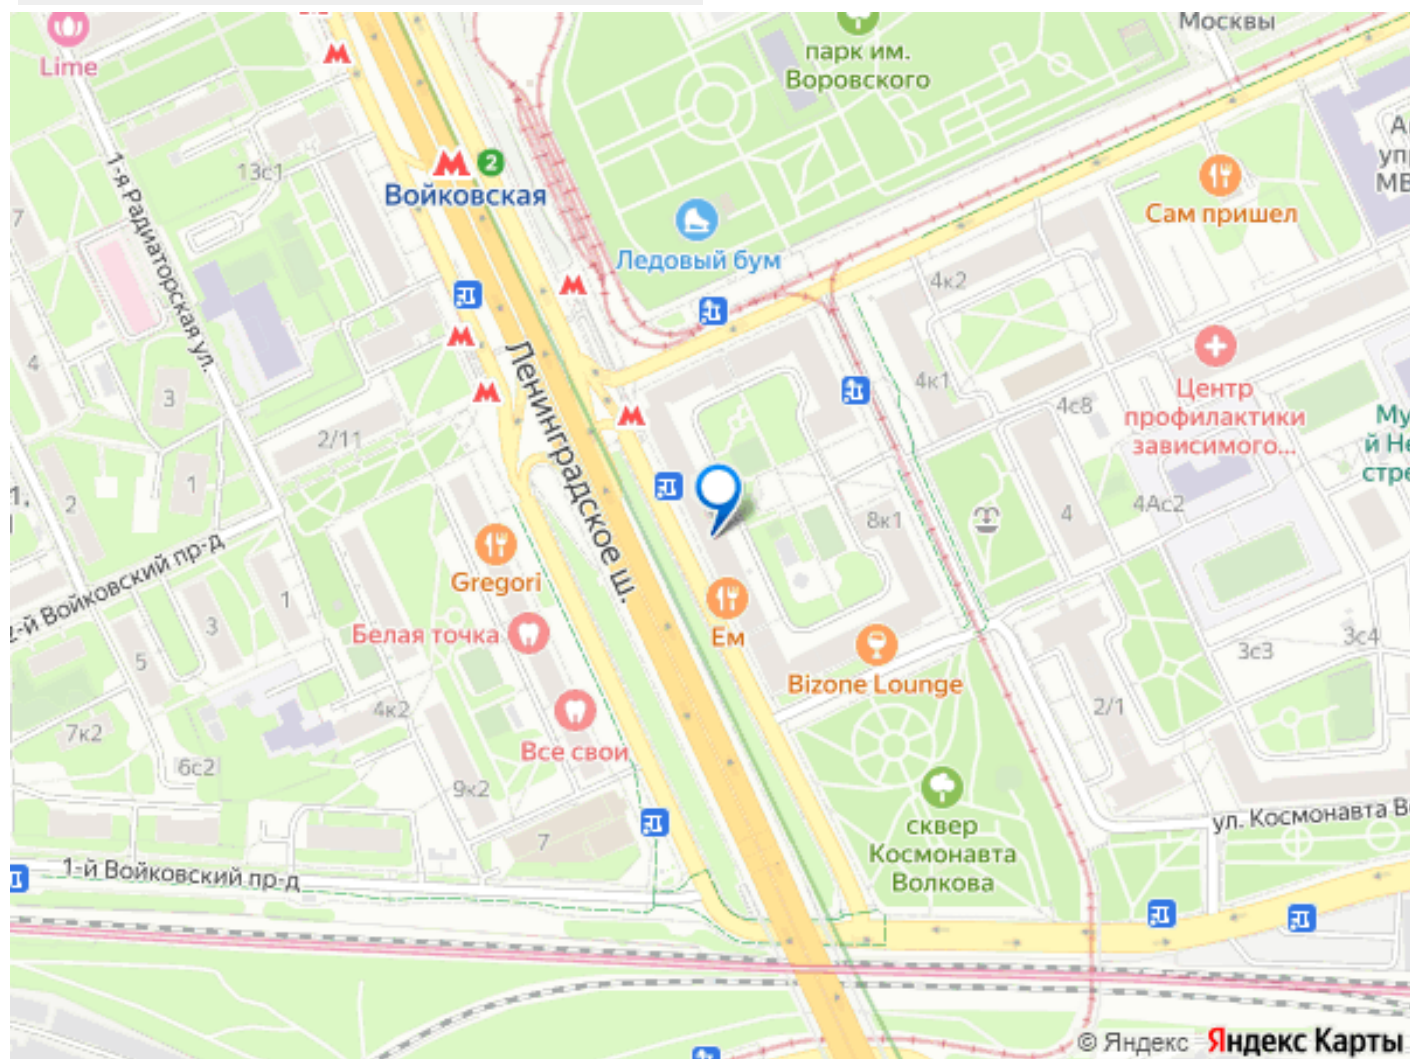 Москвы
парк им.
Воровского
Lime
13с1
2
Войковская
Сам пришел
Ледовый бум
1-я Радиаторская ул.
7
4
3
2/11
1
2
Ленинградское ш.
4к2
4к1
4с8
Центр
профилактики
зависимого...
4
4Ас2
8к1
Gregori
Белая точка
Все свои
Ем
Bizone Lounge
3
1
5
4к2
7к2
6с2
9к2
7
3с3
3с4
2/1
сквер
Космонавта
Волкова
1-й Войковский пр-д
© Яндекс Яндекс Карты